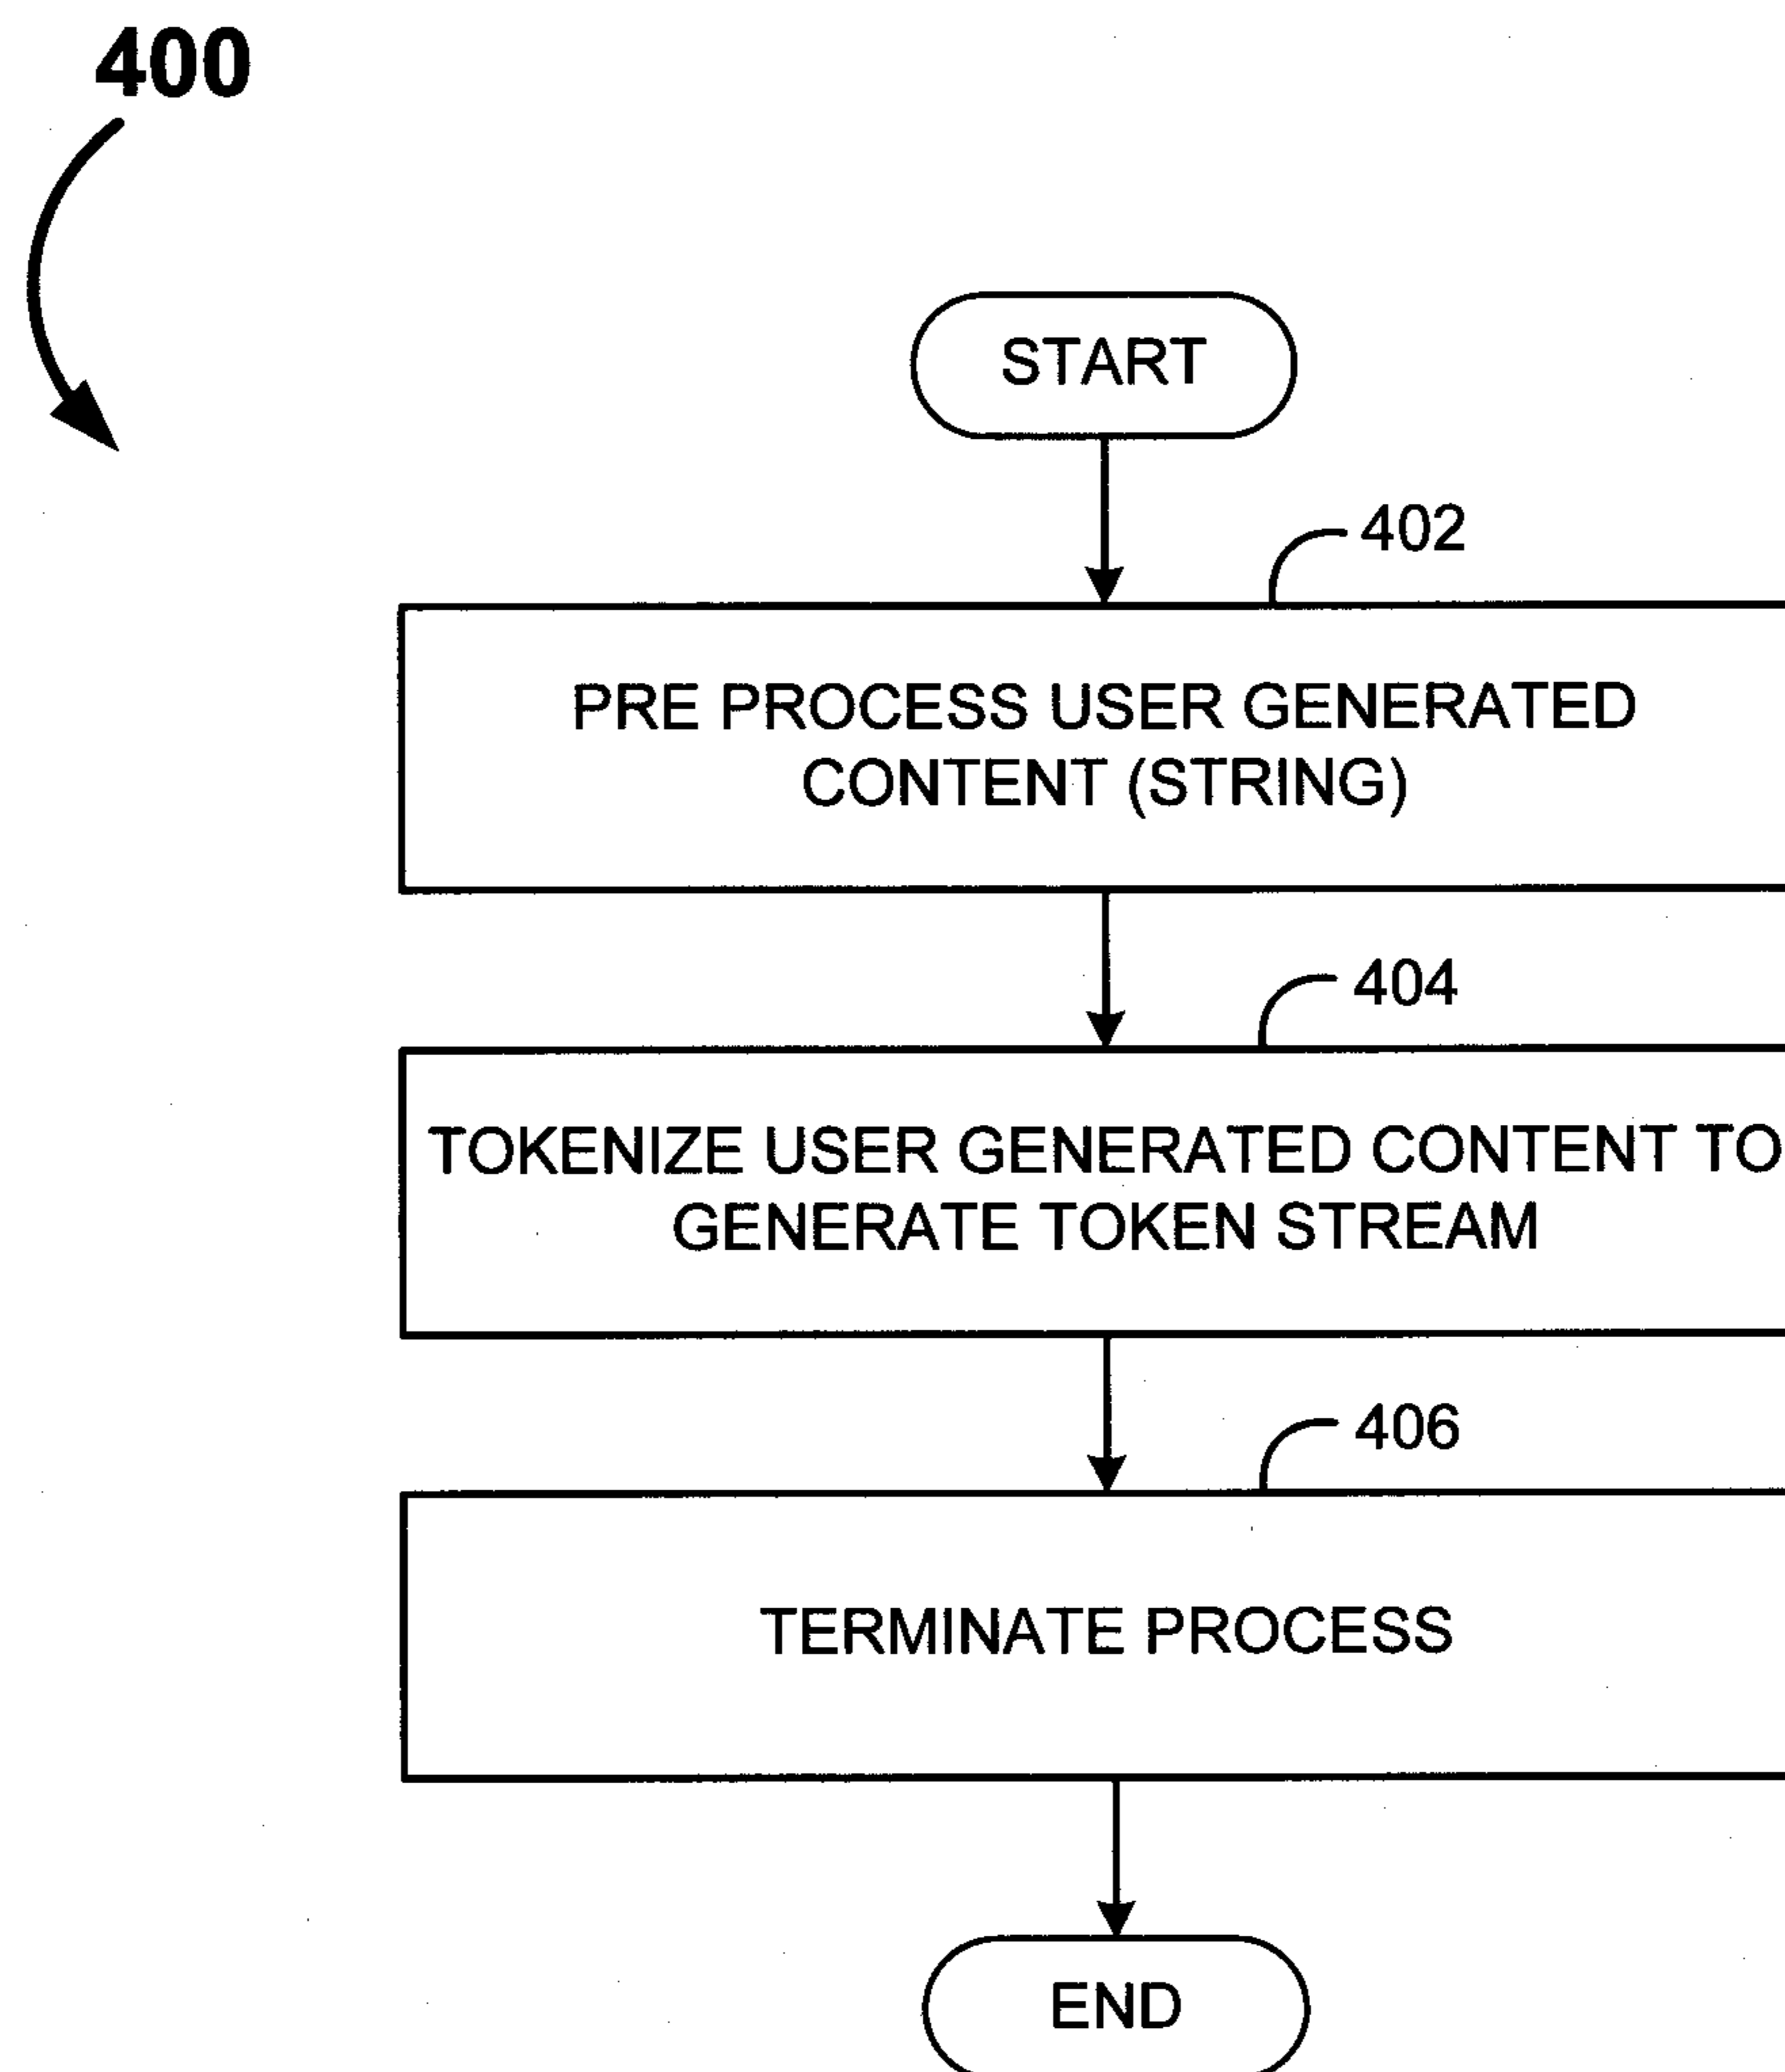 400
START
402
PRE PROCESS USER GENERATED
CONTENT (STRING)
404
TOKENIZE USER GENERATED CONTENT TO
GENERATE TOKEN STREAM
406
TERMINATE PROCESS
END